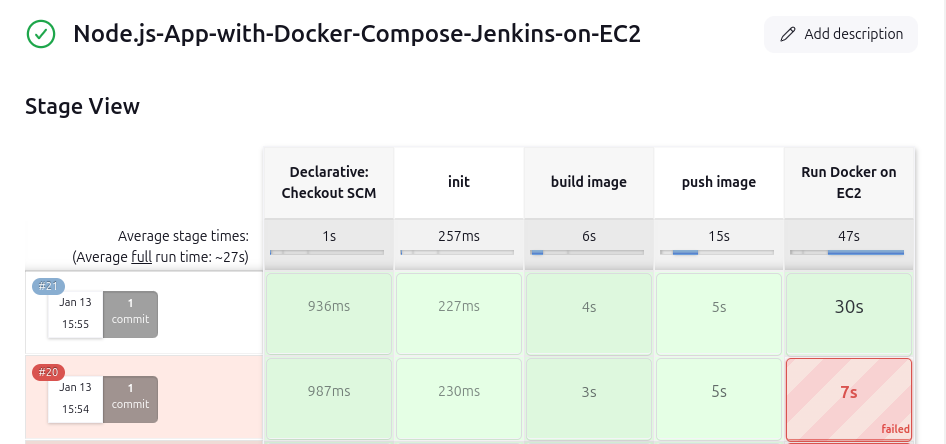 Node.js-App-with-Docker-Compose-Jenkins-on-EC2
Add description
Stage View
Declarative:
Checkout SCM
init
build image
push image
Run Docker on
EC2
Average stage times:
(Average full run time: ~27s)
1s
257ms
6s
15s
47s
#21
Jan 13
15:55
1
commit
936ms
227ms
4s
5s
30s
#20
Jan 13
15:54
1
commit
987ms
230ms
3s
5s
7s
failed